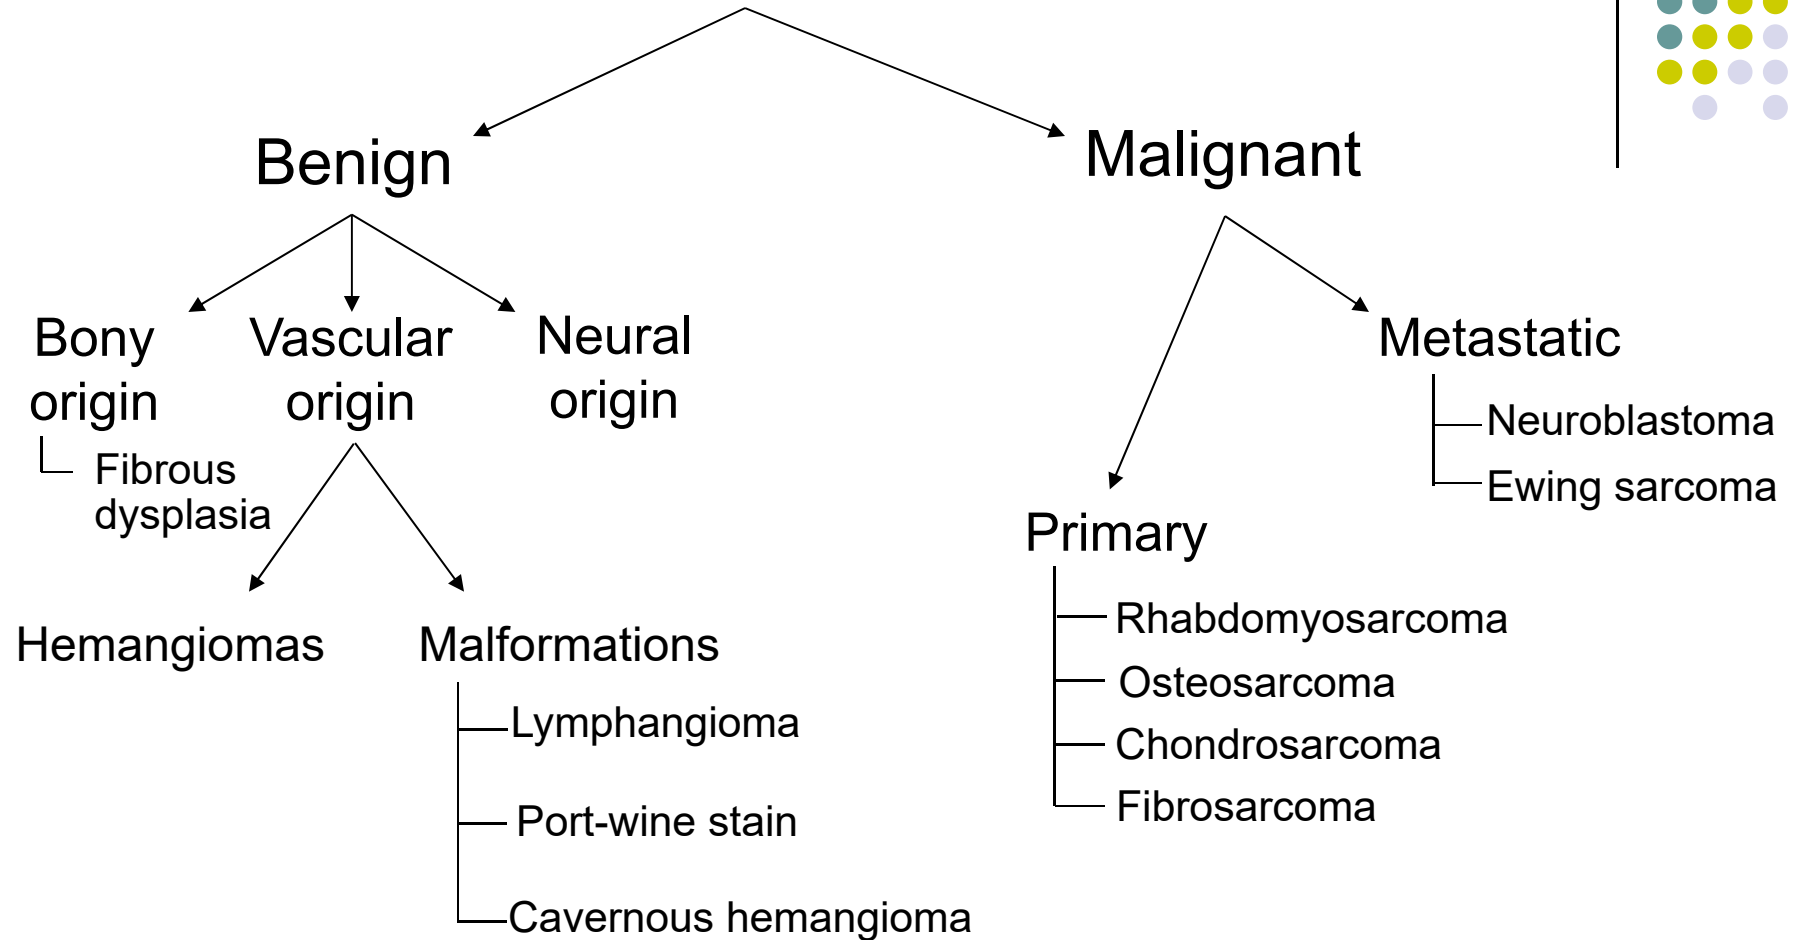 Benign
Malignant
Bony
origin
Vascular
origin
Neural
origin
Metastatic
Fibrous
dysplasia
Neuroblastoma
Ewing sarcoma
Primary
Hemangiomas
Malformations
Rhabdomyosarcoma
Osteosarcoma
Chondrosarcoma
Fibrosarcoma
Lymphangioma
Port-wine stain
Cavernous hemangioma